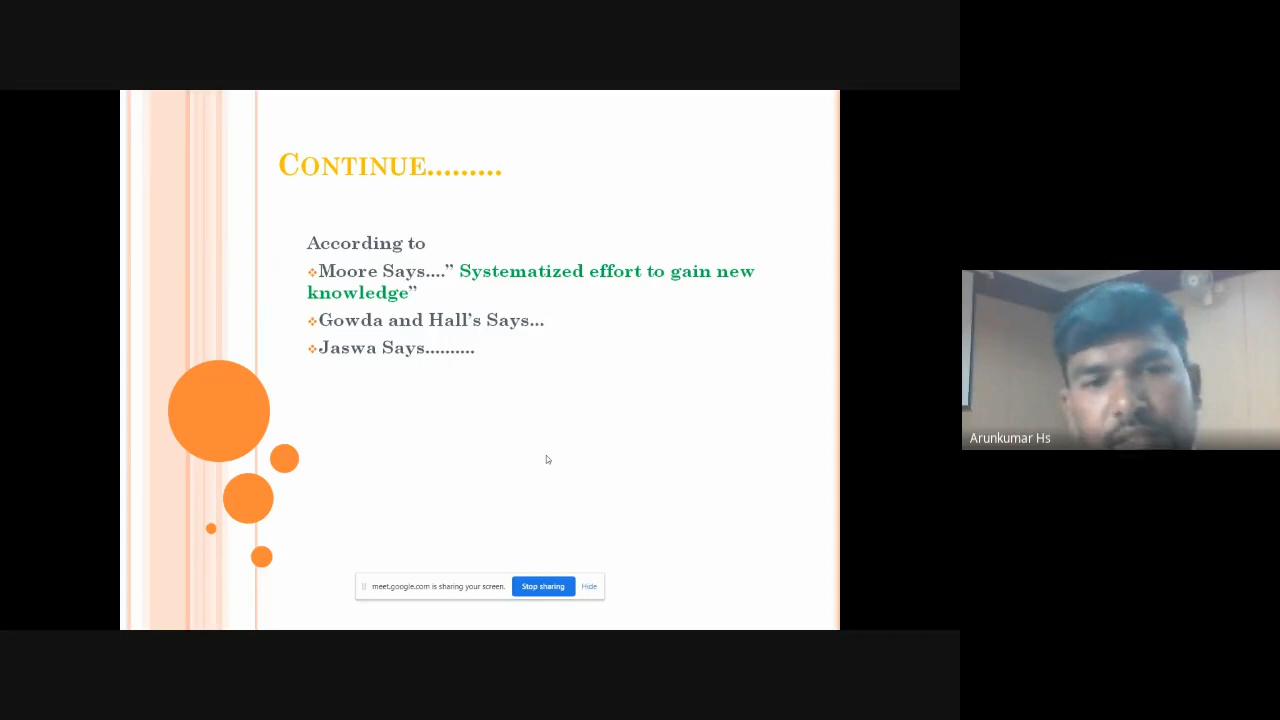 CONTINUE.........
According to
❖Moore Says....” Systematized effort to gain new
knowledge”
❖Gowda and Hall’s Says...
❖Jaswa Says..........
meet.google.com is sharing your screen. Stop sharing Hide
Arunkumar Hs